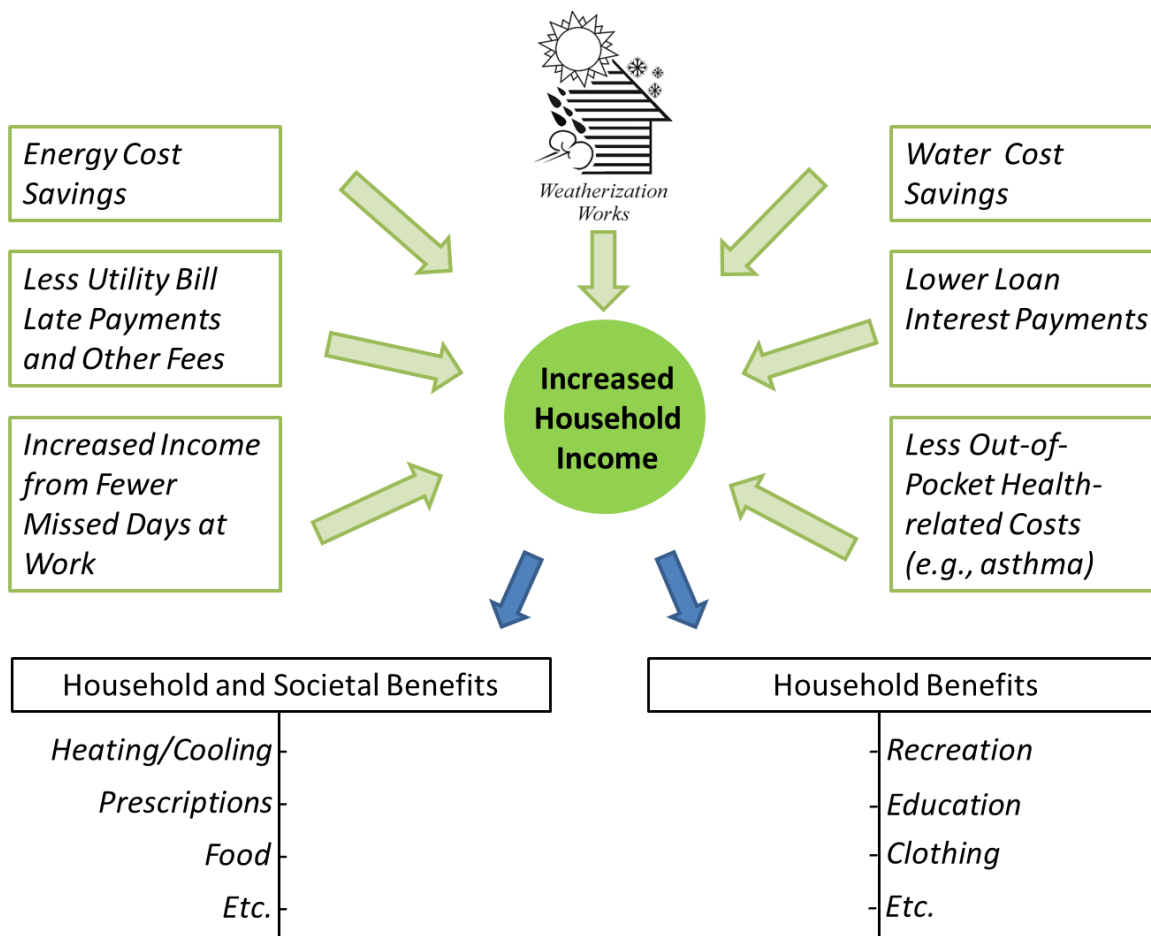 Weatherization
Works
Energy Cost
Savings
Less Utility Bill
Late Payments
and Other Fees
Increased Income
from Fewer
Missed Days at
Work
Water Cost
Savings
Lower Loan
Interest Payments
Less Out-of-
Pocket Health-
related Costs
(e.g., asthma)
Increased
Household
Income
Household and Societal Benefits
Heating/Cooling
Prescriptions
Food
Etc.
Household Benefits
Recreation
Education
Clothing
Etc.